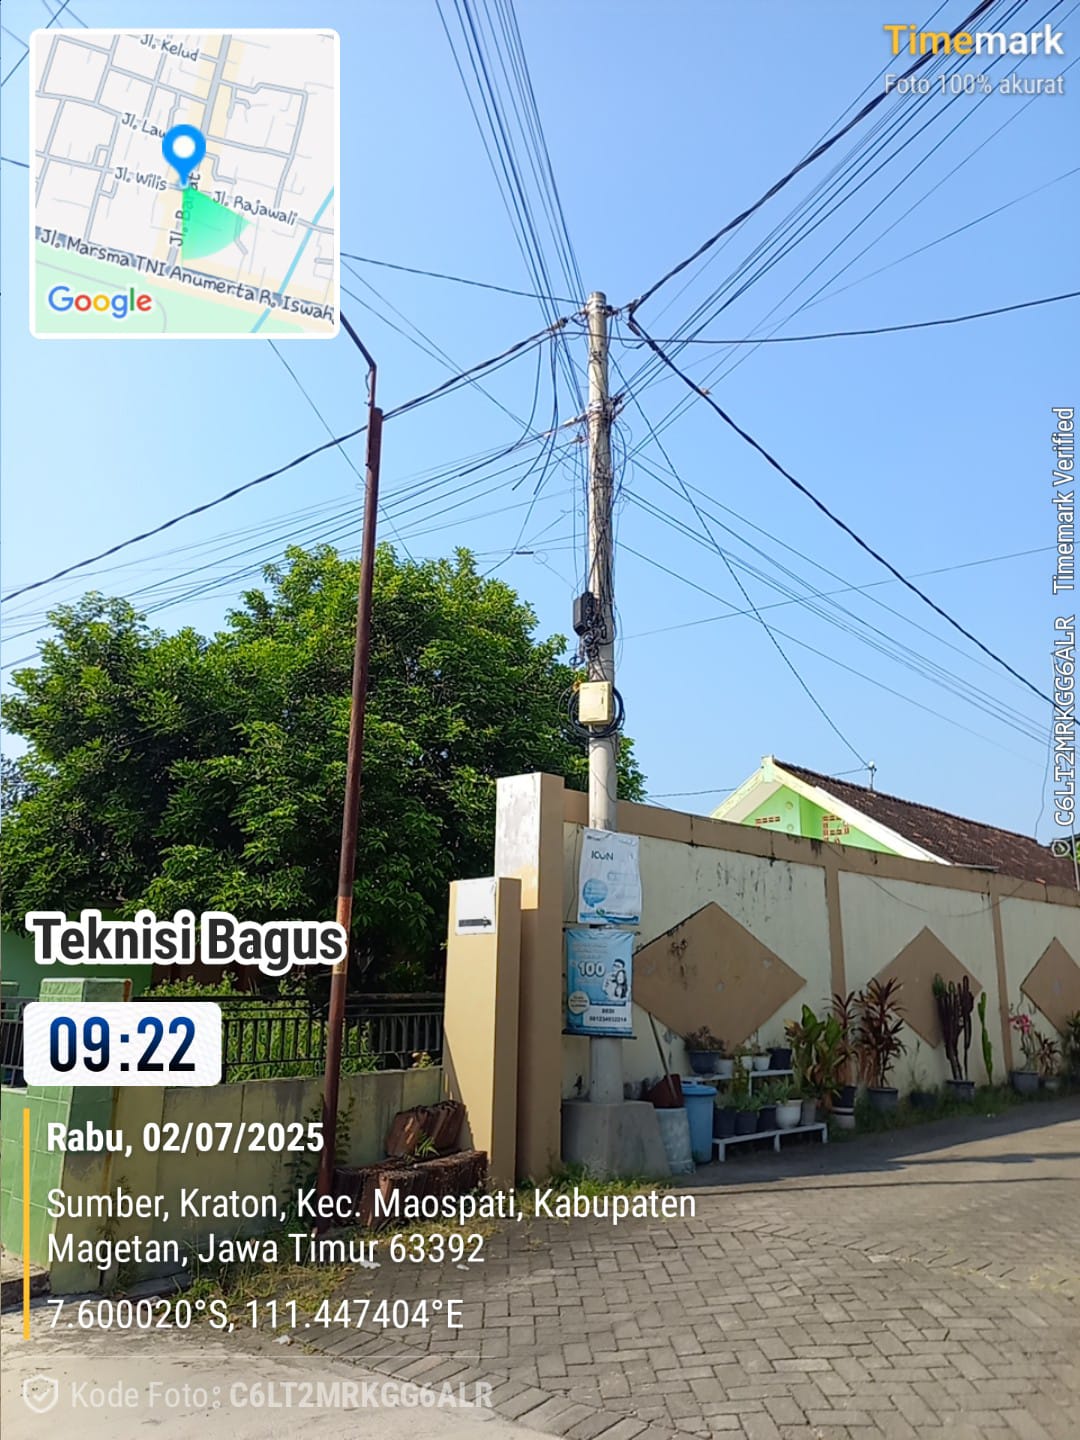 Timemark
Foto 100% akurat
Jl. Kelud
Jl. Wilis
Jl. Rajawali
Jl. Marsma TNI Anumerta R. Iswah
Google
C6LT2MRKGG6ALR Timemark Verified
ICON
100
Teknisi Bagus
09:22
Rabu, 02/07/2025
Sumber, Kraton, Kec. Maospati, Kabupaten
Magetan, Jawa Timur 63392
7.600020°S, 111.447404°E
Kode Foto: C6LT2MRKGG6ALR